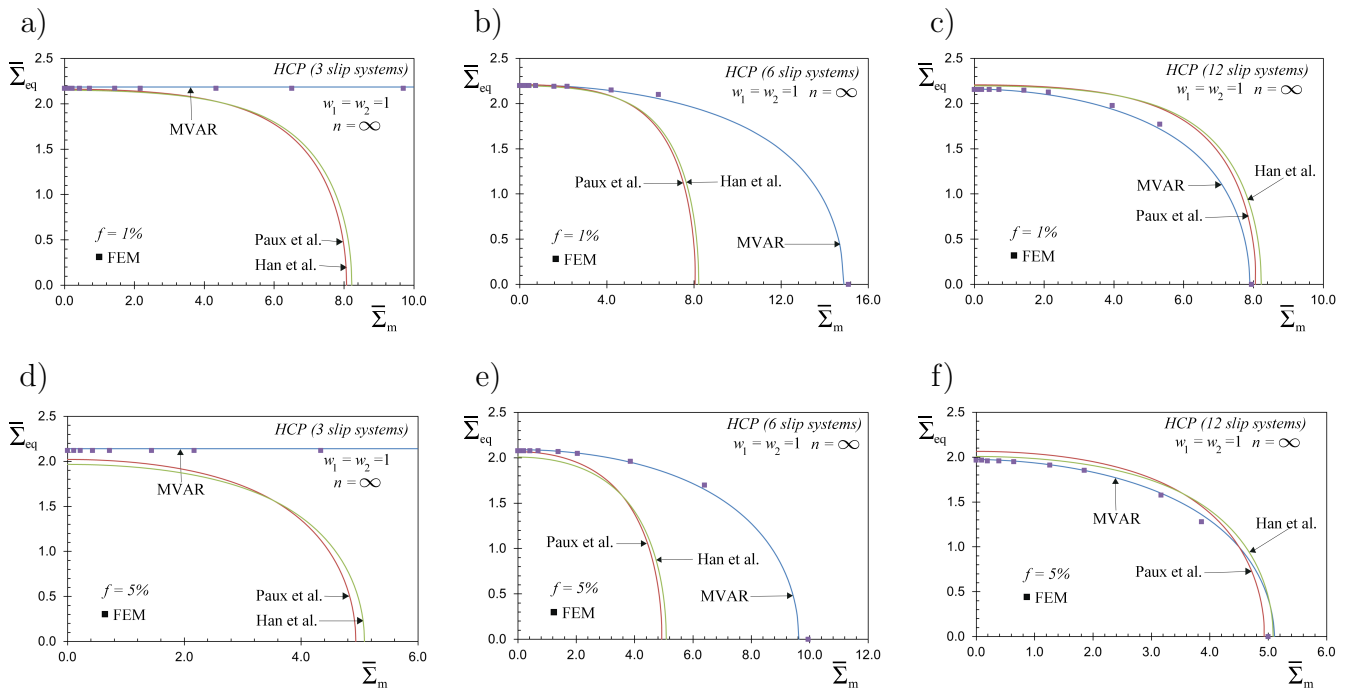 a)
Σ̅eq
2.5
2.0
1.5
1.0
0.5
0.0
HCP (3 slip systems)
w1 = w2 = 1
n = ∞
MVAR
f = 1%
■ FEM
Paux et al.
Han et al.
0.0 2.0 4.0 6.0 8.0 10.0
Σ̅m
b)
Σ̅eq
2.5
2.0
1.5
1.0
0.5
0.0
HCP (6 slip systems)
w1 = w2 = 1 n = ∞
Paux et al.
Han et al.
f = 1%
■ FEM
MVAR
0.0 4.0 8.0 12.0 16.0
Σ̅m
c)
Σ̅eq
2.5
2.0
1.5
1.0
0.5
0.0
HCP (12 slip systems)
w1 = w2 = 1 n = ∞
Han et al.
MVAR
Paux et al.
f = 1%
■ FEM
0.0 2.0 4.0 6.0 8.0 10.0
Σ̅m
d)
Σ̅eq
2.5
2.0
1.5
1.0
0.5
0.0
HCP (3 slip systems)
w1 = w2 = 1
n = ∞
MVAR
f = 5%
■ FEM
Paux et al.
Han et al.
0.0 2.0 4.0 6.0
Σ̅m
e)
Σ̅eq
2.5
2.0
1.5
1.0
0.5
0.0
HCP (6 slip systems)
w1 = w2 = 1 n = ∞
Paux et al.
Han et al.
f = 5%
■ FEM
MVAR
0.0 2.0 4.0 6.0 8.0 10.0 12.0
Σ̅m
f)
Σ̅eq
2.5
2.0
1.5
1.0
0.5
0.0
HCP (12 slip systems)
w1 = w2 = 1 n = ∞
MVAR
Han et al.
Paux et al.
f = 5%
■ FEM
0.0 1.0 2.0 3.0 4.0 5.0 6.0
Σ̅m